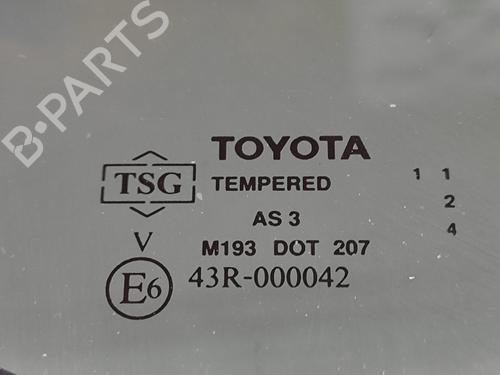 B-PARTS
TOYOTA
TSG TEMPERED 1 1
2
AS 3 4
V M193 DOT 207
E6 43R-000042